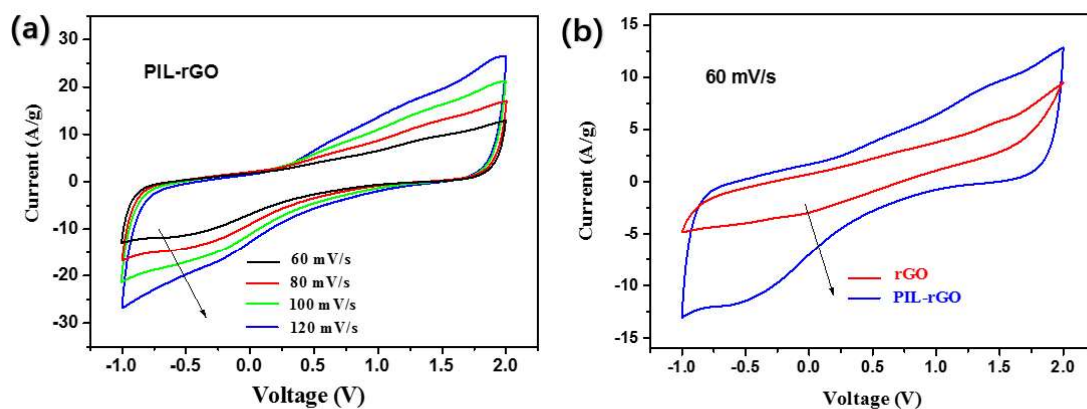 (a)
PIL-rGO
Current (A/g)
30
20
10
0
-10
-20
-30
60 mV/s
80 mV/s
100 mV/s
120 mV/s
-1.0
-0.5
0.0
0.5
1.0
1.5
2.0
Voltage (V)
(b)
60 mV/s
Current (A/g)
15
10
5
0
-5
-10
-15
rGO
PIL-rGO
-1.0
-0.5
0.0
0.5
1.0
1.5
2.0
Voltage (V)